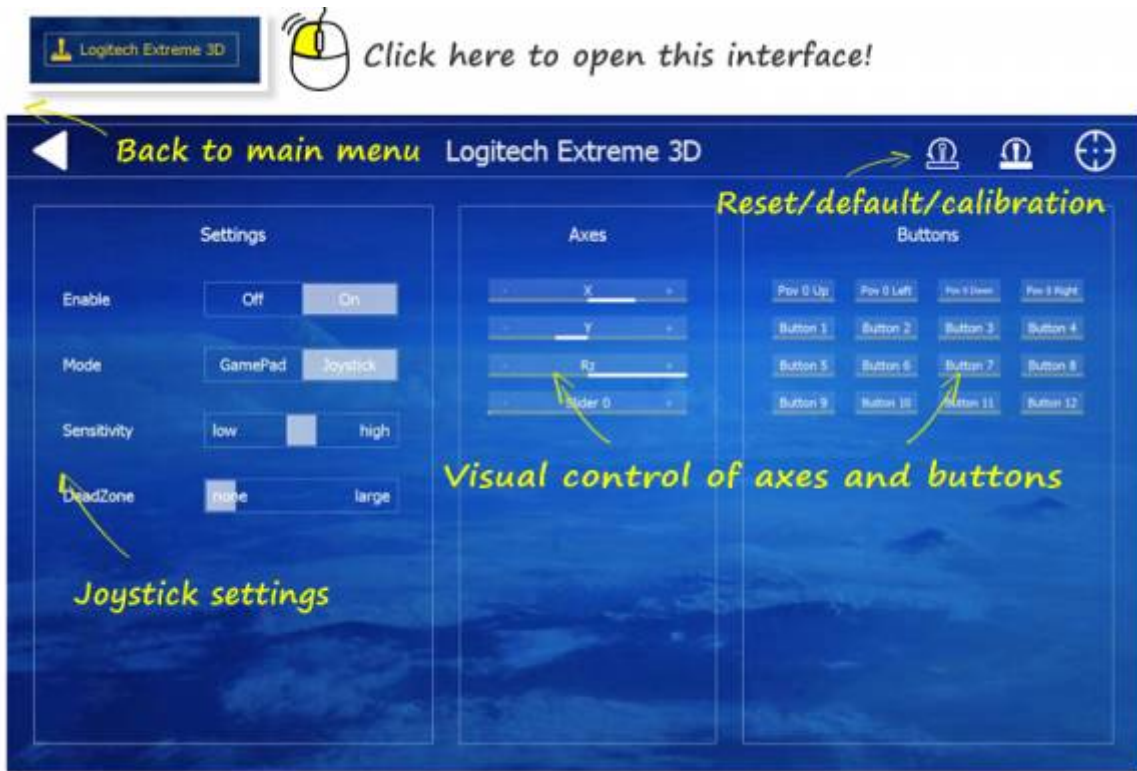 Logitech Extreme 3D
Click here to open this interface!
Back to main menu
Logitech Extreme 3D
Reset/default/calibration
Settings
Axes
Buttons
Enable
Off
On
X
Pov 0 Up
Pov 0 Left
Pov 0 Down
Pov 0 Right
Y
Button 1
Button 2
Button 3
Button 4
Mode
GamePad
Joystick
Rz
Button 5
Button 6
Button 7
Button 8
Slider 0
Button 9
Button 10
Button 11
Button 12
Sensitivity
low
high
Visual control of axes and buttons
DeadZone
none
large
Joystick settings